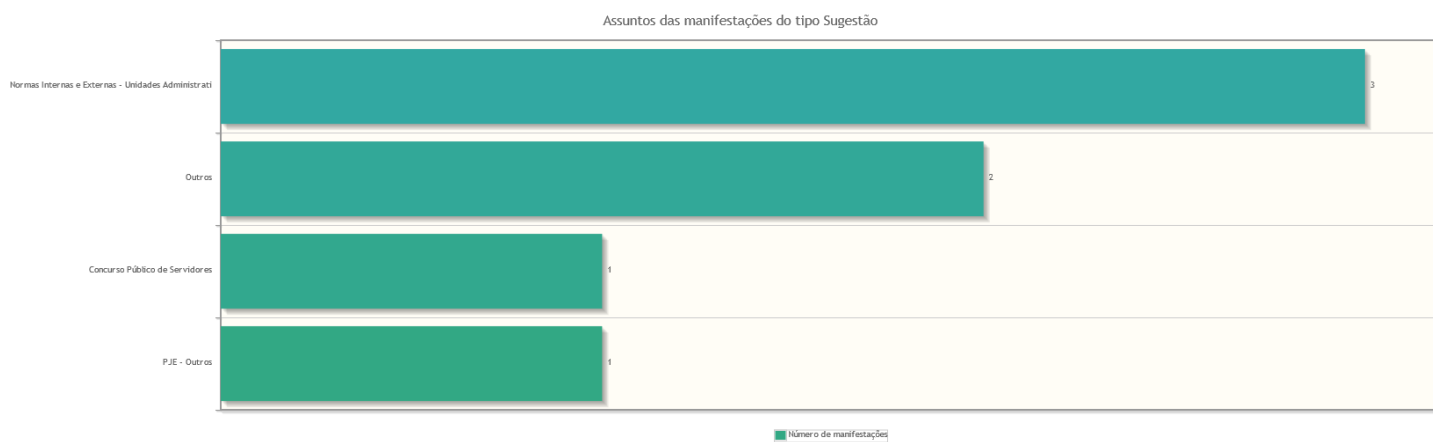 Assuntos das manifestações do tipo Sugestão
Normas Internas e Externas - Unidades Administrati
3
Outros
2
Concurso Público de Servidores
1
PJE - Outros
1
Número de manifestações